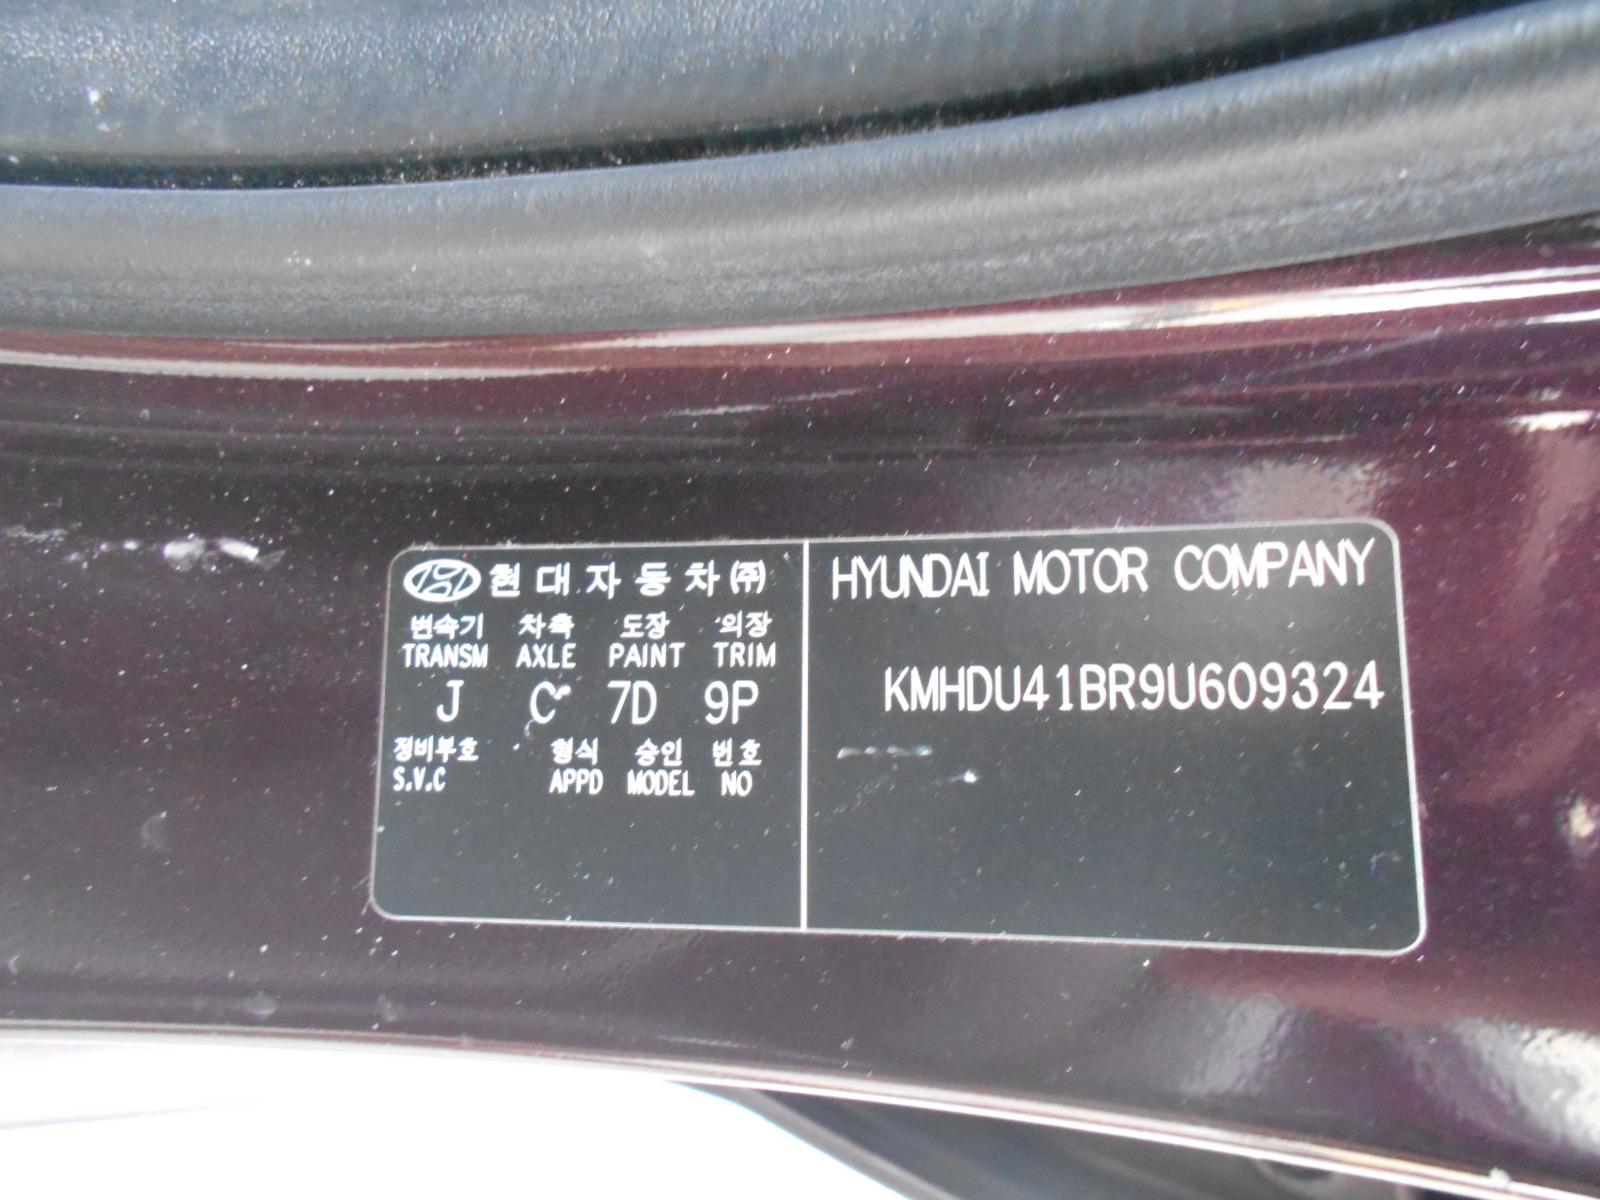 현대자동차㈜
변속기 차축 도장 의장
TRANSM AXLE PAINT TRIM
J C 7D 9P
정비부호 형식 승인 번호
S.V.C APPD MODEL NO
HYUNDAI MOTOR COMPANY
KMHDU41BR9U609324